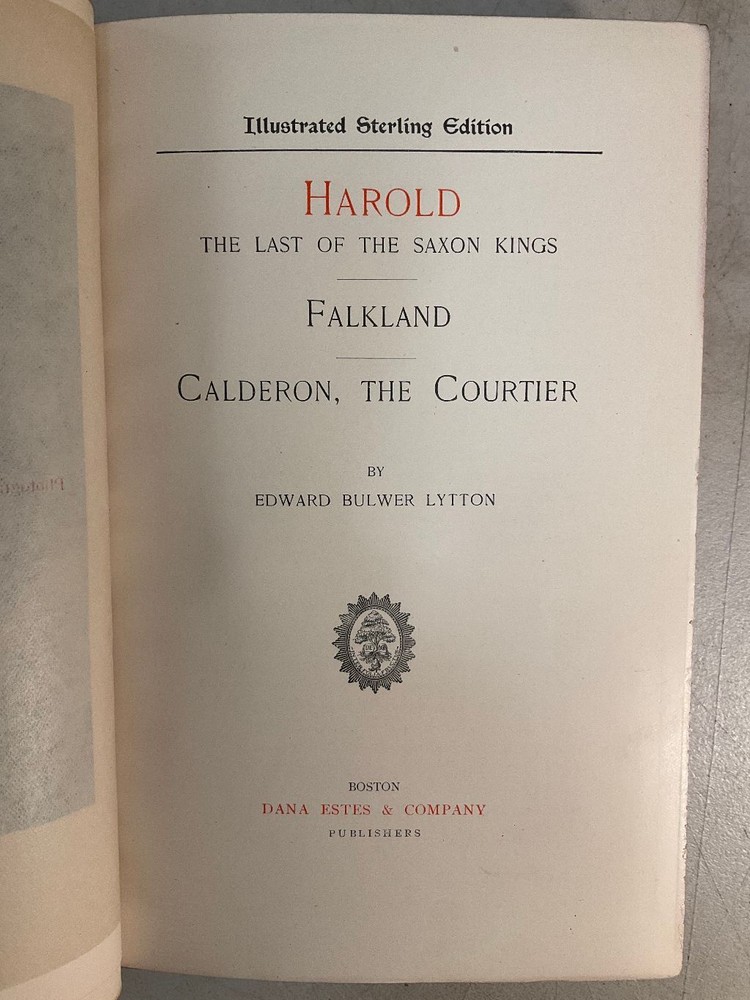 Illustrated Sterling Edition
HAROLD
THE LAST OF THE SAXON KINGS
FALKLAND
CALDERON, THE COURTIER
BY
EDWARD BULWER LYTTON
BOSTON
DANA ESTES & COMPANY
PUBLISHERS